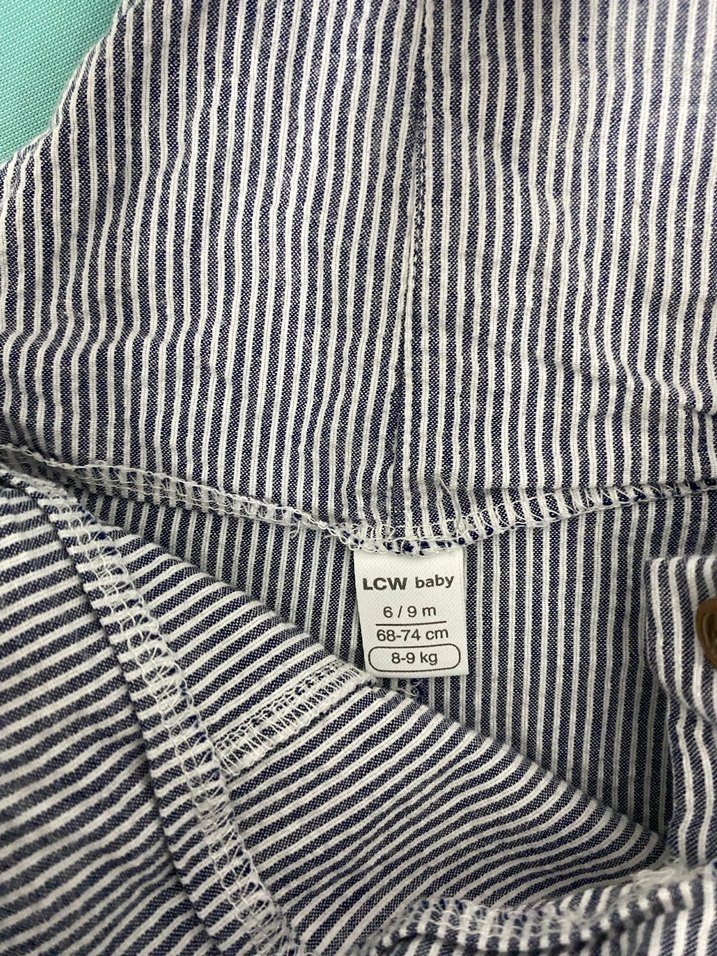 LCW baby
6 / 9 m
68-74 cm
8-9 kg